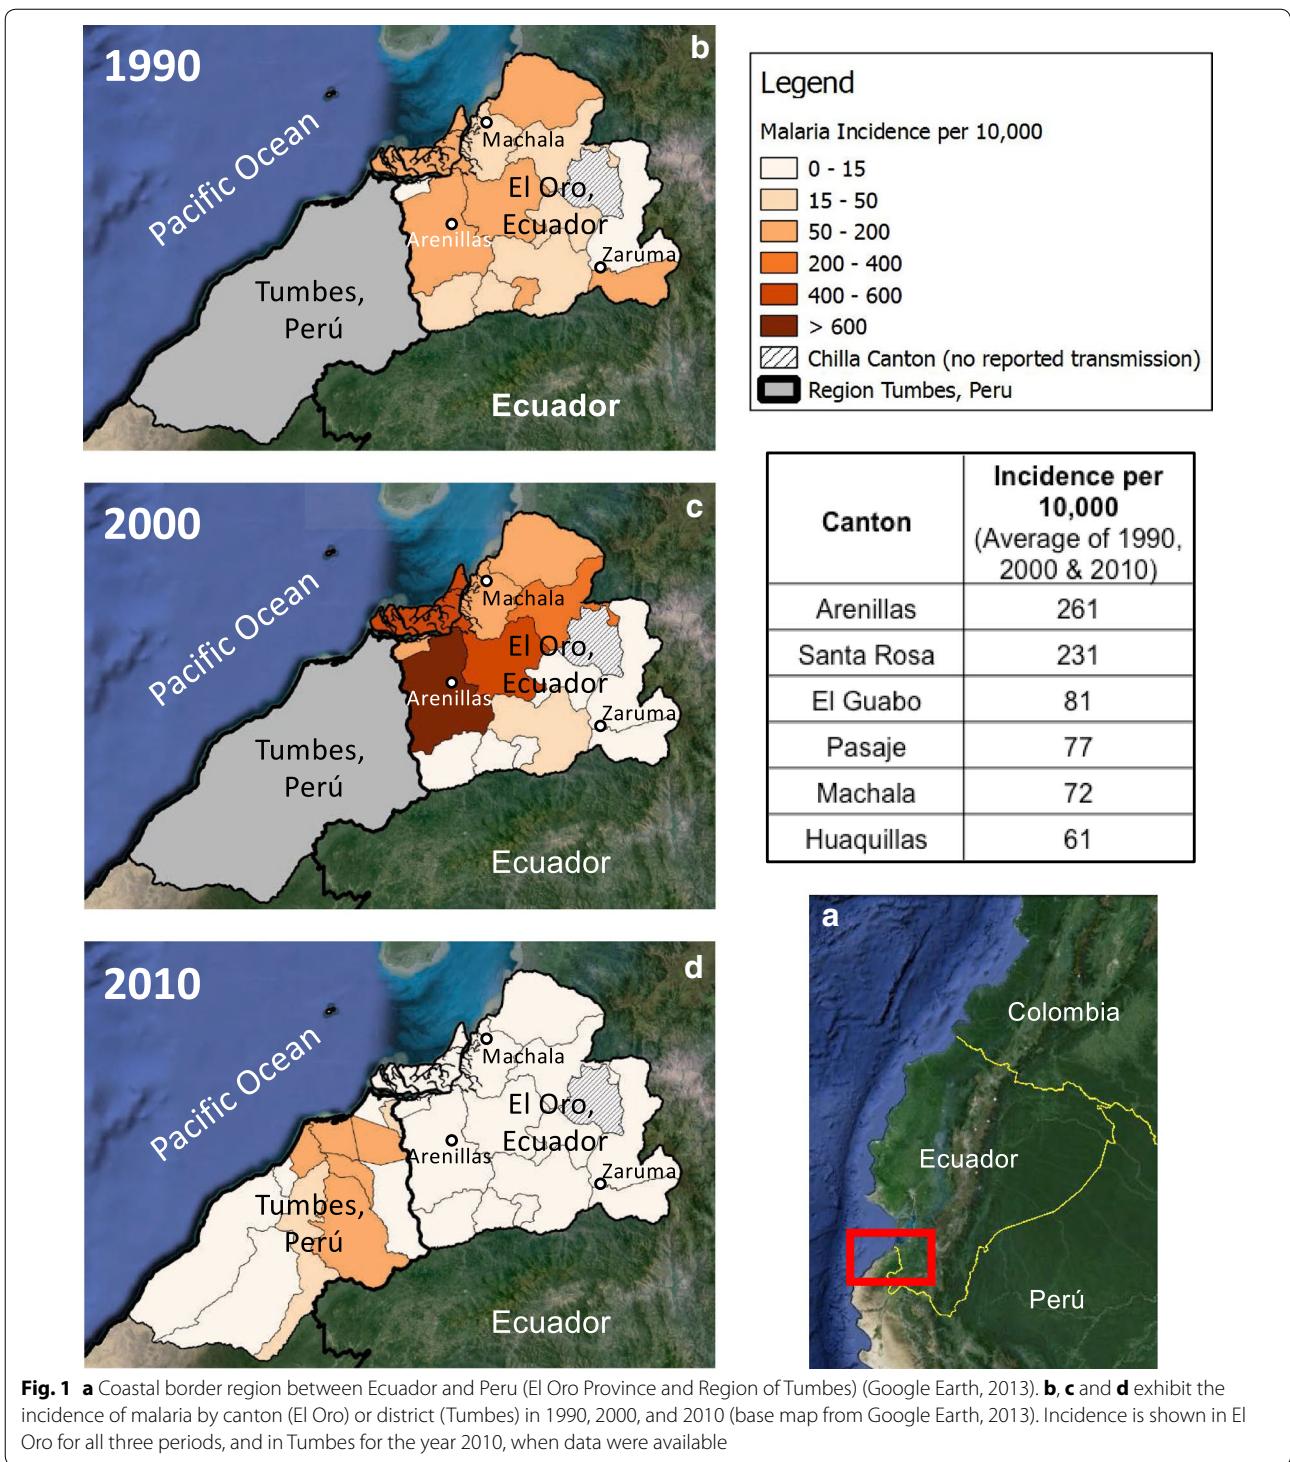 1990
b
Pacific Ocean
Machala
El Oro,
Ecuador
Arenillas
Zaruma
Tumbes,
Perú
Ecuador
Legend
Malaria Incidence per 10,000
0 - 15
15 - 50
50 - 200
200 - 400
400 - 600
> 600
Chilla Canton (no reported transmission)
Region Tumbes, Peru
2000
c
Pacific Ocean
Machala
El Oro,
Ecuador
Arenillas
Zaruma
Tumbes,
Perú
Ecuador
Canton
Incidence per
10,000
(Average of 1990,
2000 & 2010)
Arenillas 261
Santa Rosa 231
El Guabo 81
Pasaje 77
Machala 72
Huaquillas 61
2010
d
Pacific Ocean
Machala
El Oro,
Ecuador
Arenillas
Zaruma
Tumbes,
Perú
Ecuador
a
Colombia
Ecuador
Perú
Fig. 1 a Coastal border region between Ecuador and Peru (El Oro Province and Region of Tumbes) (Google Earth, 2013). b, c and d exhibit the
incidence of malaria by canton (El Oro) or district (Tumbes) in 1990, 2000, and 2010 (base map from Google Earth, 2013). Incidence is shown in El
Oro for all three periods, and in Tumbes for the year 2010, when data were available